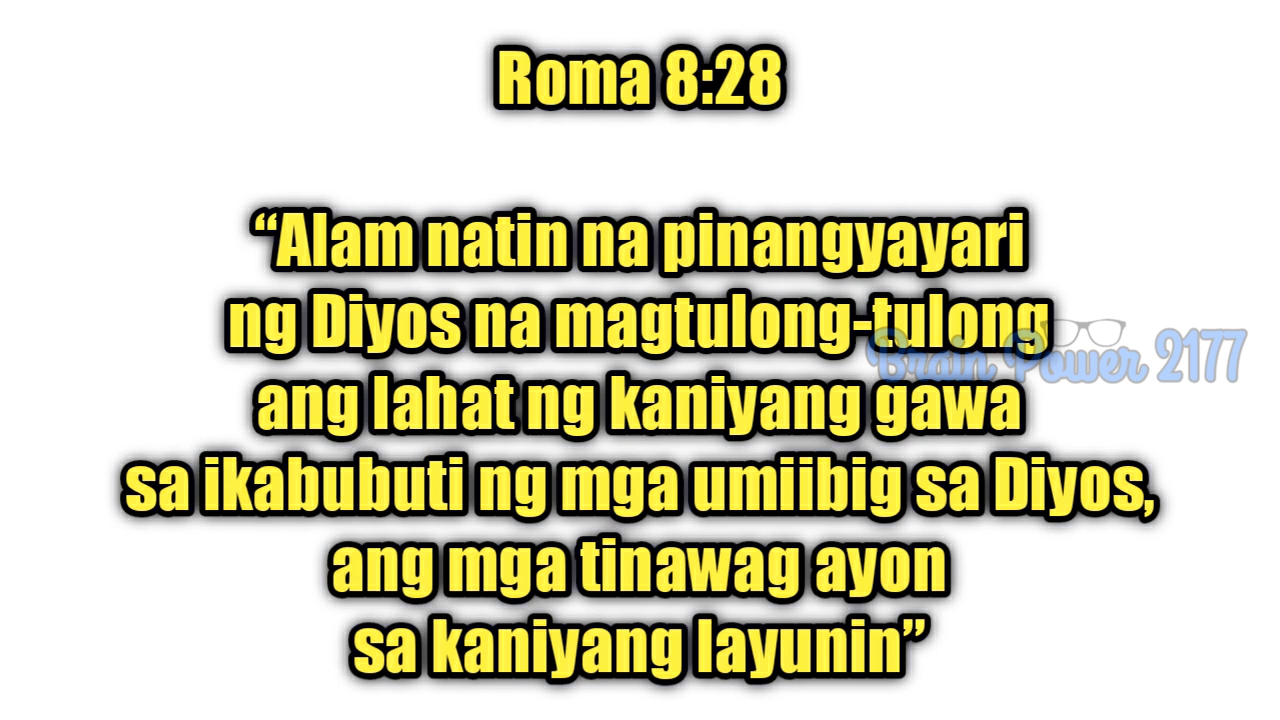 Roma 8:28
“Alam natin na pinangyayari
ng Diyos na magtulong-tulong
Brain Power 2177
ang lahat ng kaniyang gawa
sa ikabubuti ng mga umiibig sa Diyos,
ang mga tinawag ayon
sa kaniyang layunin”